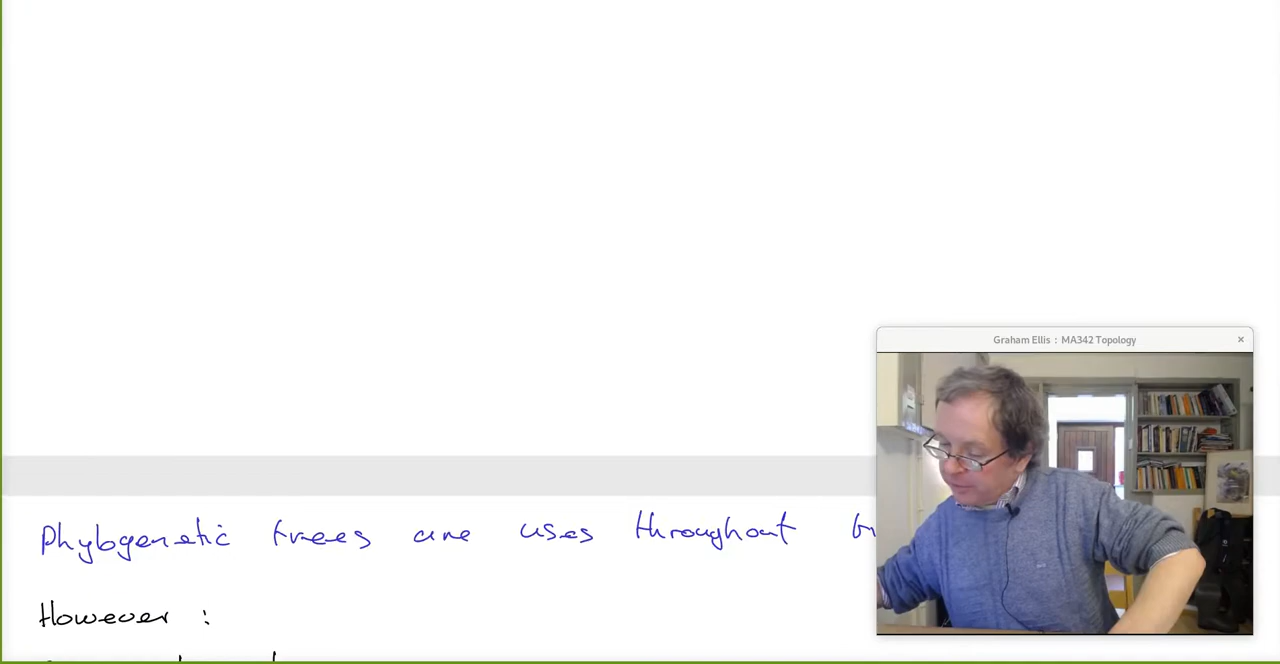 Graham Ellis : MA342 Topology
Phylogenetic trees are uses throughout
However :